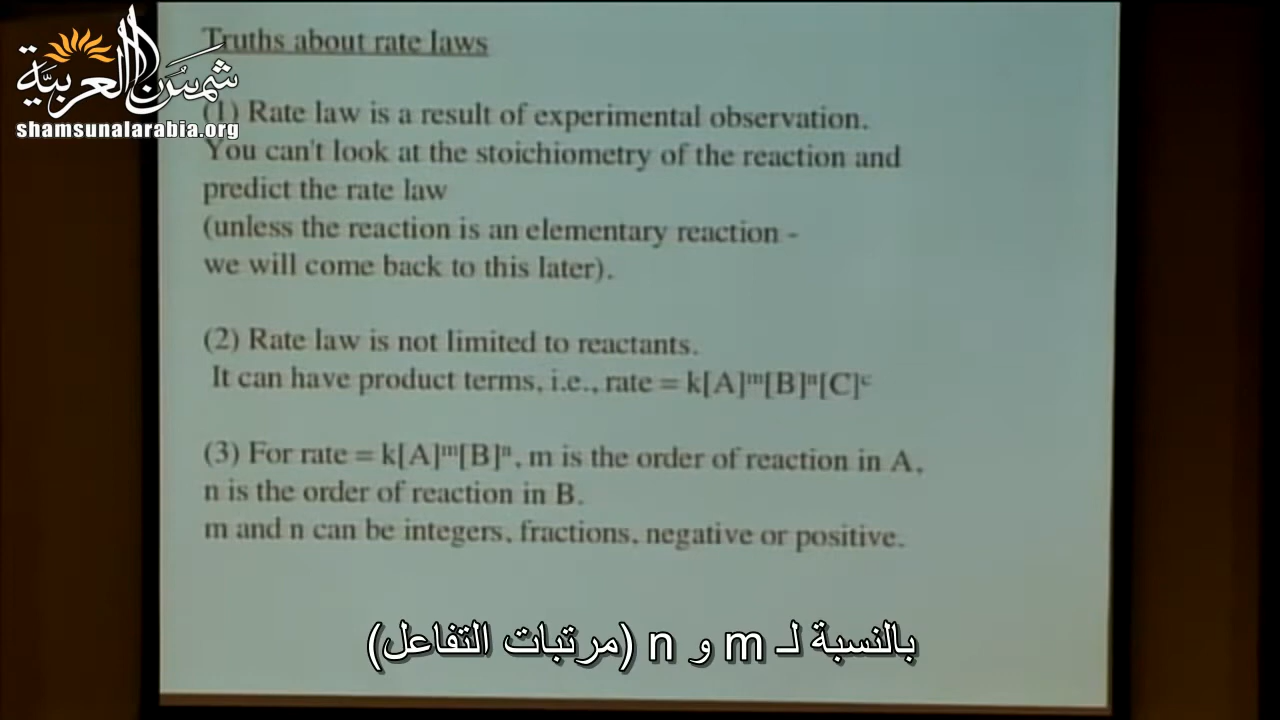 Truths about rate laws
شمسن العربية
shamsunalarabia.org
(1) Rate law is a result of experimental observation.
You can't look at the stoichiometry of the reaction and
predict the rate law
(unless the reaction is an elementary reaction -
we will come back to this later).
(2) Rate law is not limited to reactants.
It can have product terms, i.e., rate = k[A]ᵐ[B]ⁿ[C]ᶜ
(3) For rate = k[A]ᵐ[B]ⁿ, m is the order of reaction in A,
n is the order of reaction in B.
m and n can be integers, fractions, negative or positive.
بالنسبة لـ m و n (مرتبات التفاعل)